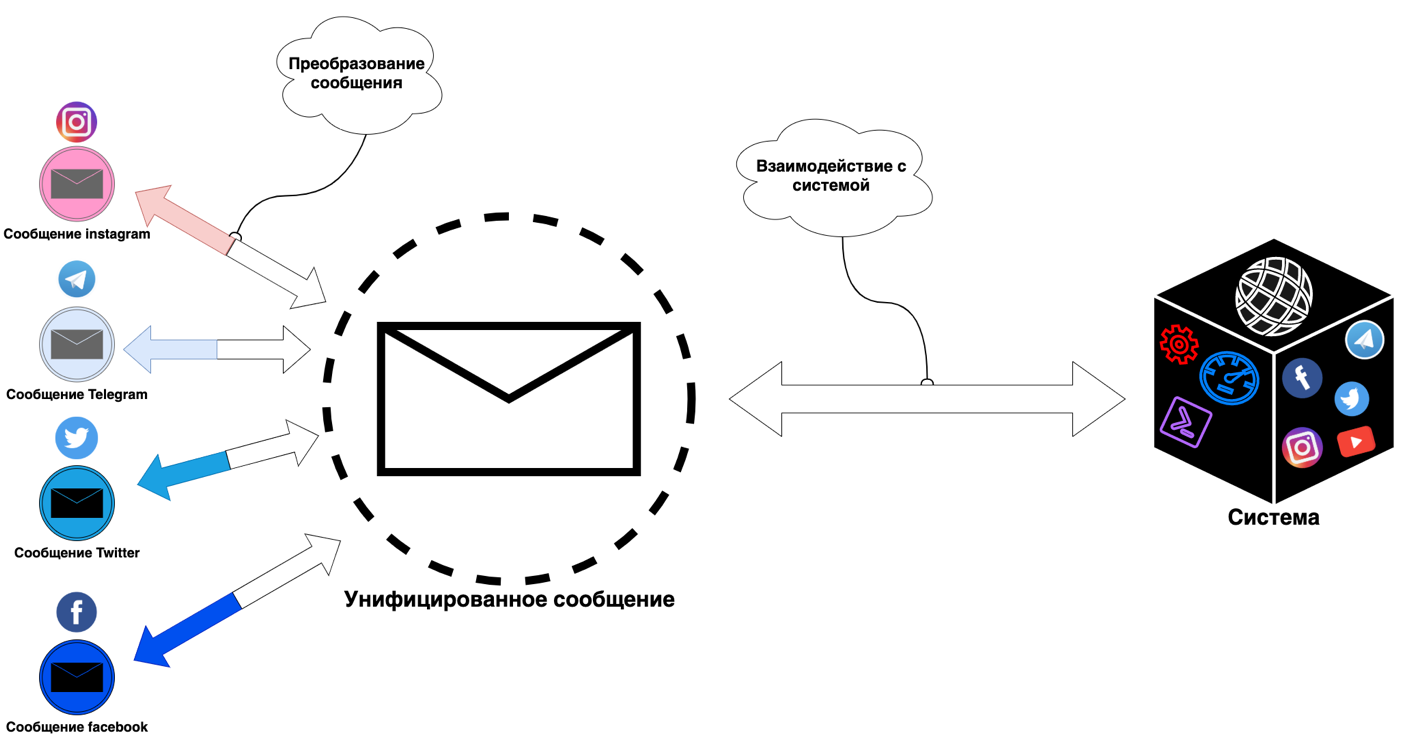 Преобразование
сообщения
Взаимодействие с
системой
Сообщение instagram
Сообщение Telegram
Сообщение Twitter
Сообщение facebook
Унифицированное сообщение
Система